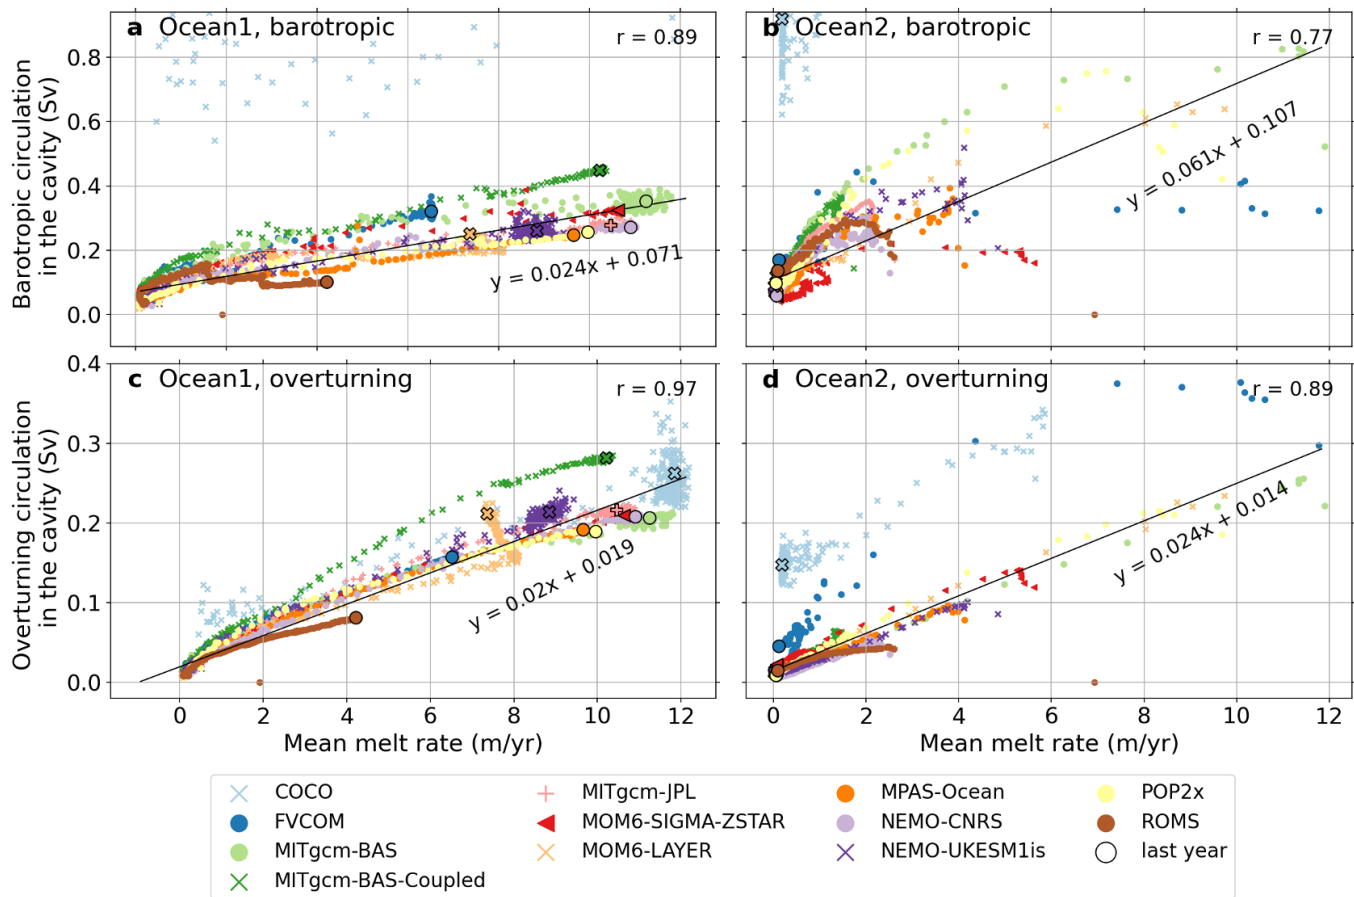 a Ocean1, barotropic
r = 0.89
b Ocean2, barotropic
r = 0.77
Barotropic circulation
in the cavity (Sv)
0.8
0.6
0.4
0.2
0.0
y = 0.024x + 0.071
y = 0.061x + 0.107
c Ocean1, overturning
r = 0.97
d Ocean2, overturning
r = 0.89
Overturning circulation
in the cavity (Sv)
0.4
0.3
0.2
0.1
0.0
y = 0.02x + 0.019
y = 0.024x + 0.014
0 2 4 6 8 10 12
0 2 4 6 8 10 12
Mean melt rate (m/yr)
Mean melt rate (m/yr)
COCO
FVCOM
MITgcm-BAS
MITgcm-BAS-Coupled
MITgcm-JPL
MOM6-SIGMA-ZSTAR
MOM6-LAYER
MPAS-Ocean
NEMO-CNRS
NEMO-UKESM1is
POP2x
ROMS
last year